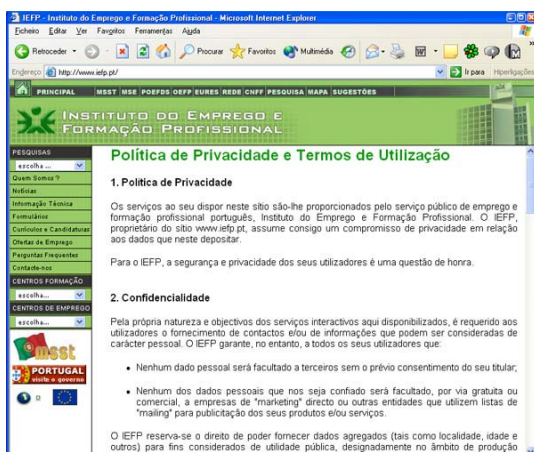 IEFP - Instituto do Emprego e Formação Profissional - Microsoft Internet Explorer
Ficheiro Editar Ver Favoritos Ferramentas Ajuda
Retroceder Procurar Favoritos Multimédia
Endereço http://www.iefp.pt/ Ir para Hiperligações
PRINCIPAL MSST MSE POEFDS OEFP EURES REDE CNFF PESQUISA MAPA SUGESTÕES
INSTITUTO DO EMPREGO E
FORMAÇÃO PROFISSIONAL
PESQUISAS
escolha ...
Quem Somos ?
Notícias
Informação Técnica
Formulários
Currículos e Candidaturas
Ofertas de Emprego
Perguntas Frequentes
Contacte-nos
CENTROS FORMAÇÃO
escolha...
CENTROS DE EMPREGO
escolha...
msst
PORTUGAL
visite o governo
Política de Privacidade e Termos de Utilização
1. Política de Privacidade
Os serviços ao seu dispor neste sítio são-lhe proporcionados pelo serviço público de emprego e
formação profissional português, Instituto do Emprego e Formação Profissional. O IEFP,
proprietário do sítio www.iefp.pt, assume consigo um compromisso de privacidade em relação
aos dados que neste depositar.
Para o IEFP, a segurança e privacidade dos seus utilizadores é uma questão de honra.
2. Confidencialidade
Pela própria natureza e objectivos dos serviços interactivos aqui disponibilizados, é requerido aos
utilizadores o fornecimento de contactos e/ou de informações que podem ser consideradas de
carácter pessoal. O IEFP garante, no entanto, a todos os seus utilizadores que:
• Nenhum dado pessoal será facultado a terceiros sem o prévio consentimento do seu titular;
• Nenhum dos dados pessoais que nos seja confiado será facultado, por via gratuita ou
comercial, a empresas de "marketing" directo ou outras entidades que utilizem listas de
"mailing" para publicitação dos seus produtos e/ou serviços.
O IEFP reserva-se o direito de poder fornecer dados agregados (tais como localidade, idade e
outros) para fins considerados de utilidade pública, designadamente no âmbito de produção